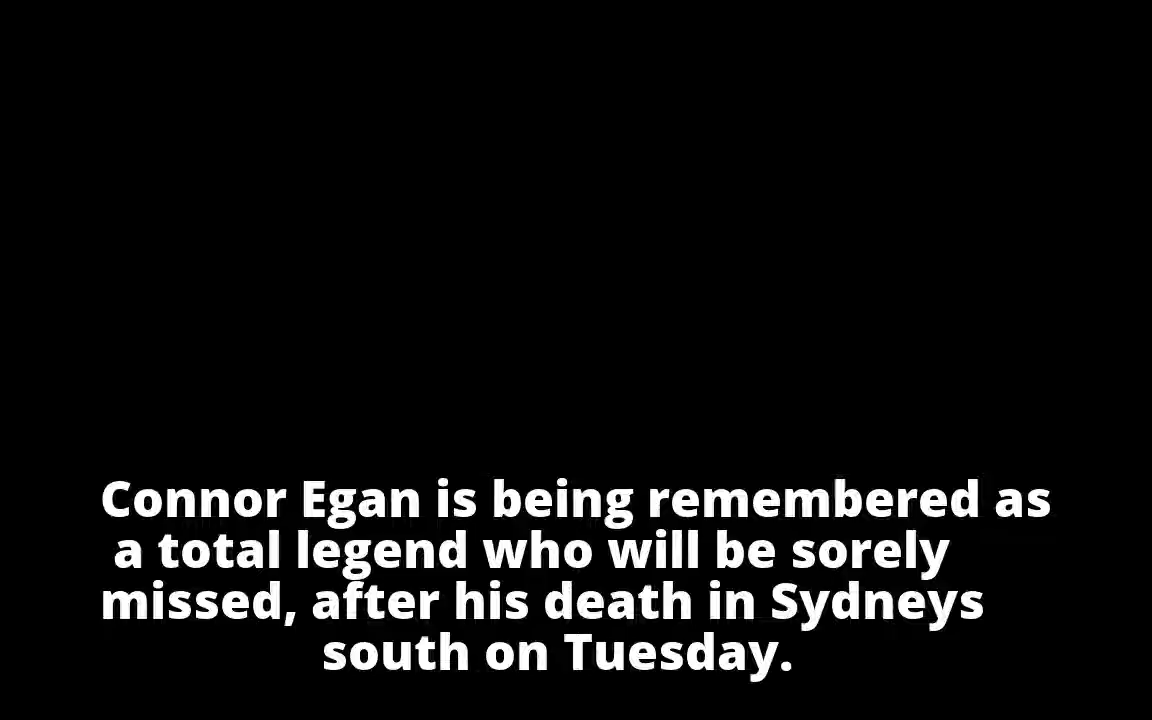 Connor Egan is being remembered as
a total legend who will be sorely
missed, after his death in Sydneys
south on Tuesday.